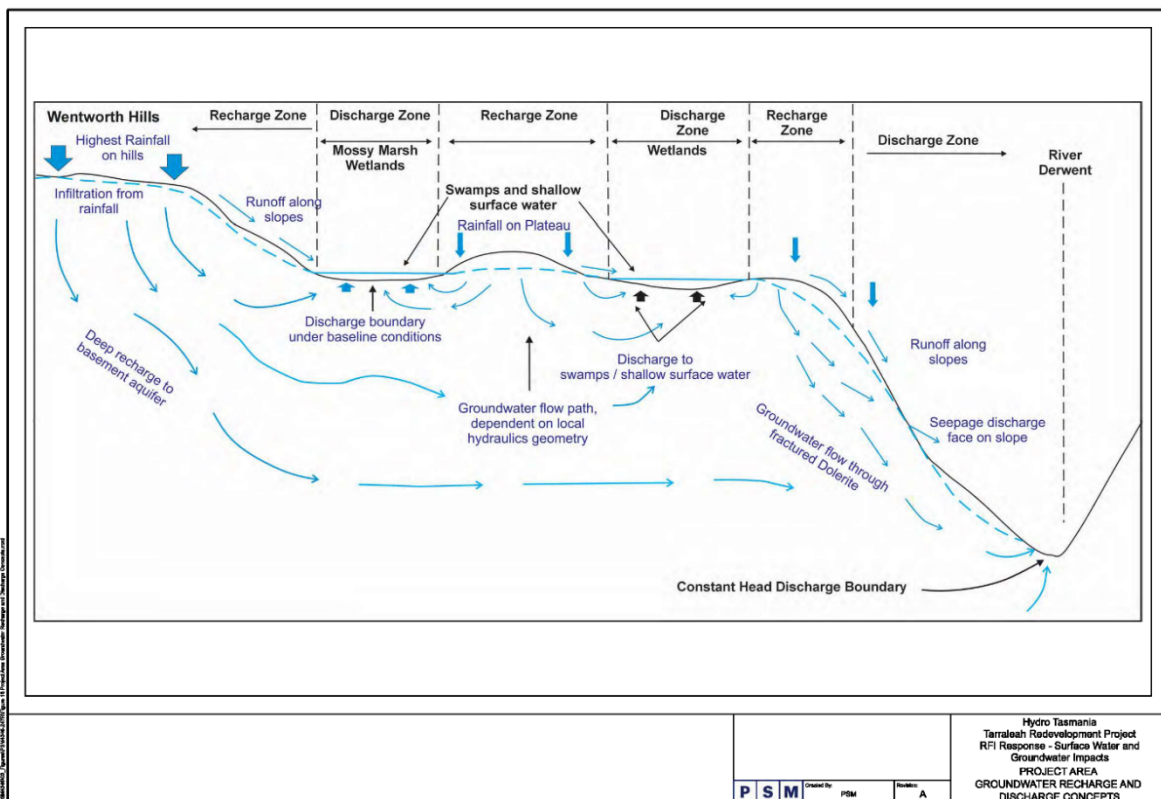 Wentworth Hills
Recharge Zone
Discharge Zone
Recharge Zone
Discharge
Zone
Recharge
Zone
Discharge Zone
River
Derwent
Highest Rainfall
on hills
Mossy Marsh
Wetlands
Wetlands
Swamps and shallow
surface water
Infiltration from
rainfall
Runoff along
slopes
Rainfall on Plateau
Discharge boundary
under baseline conditions
Deep recharge to
basement aquifer
Discharge to
swamps / shallow surface water
Groundwater flow path,
dependent on local
hydraulics geometry
Runoff along
slopes
Groundwater flow through
fractured Dolerite
Seepage discharge
face on slope
Constant Head Discharge Boundary
Hydro Tasmania
Tarraleah Redevelopment Project
RFI Response - Surface Water and
Groundwater Impacts
PROJECT AREA
GROUNDWATER RECHARGE AND
DISCHARGE CONCEPTS
P S M
Created By:
PSM
Revision:
A